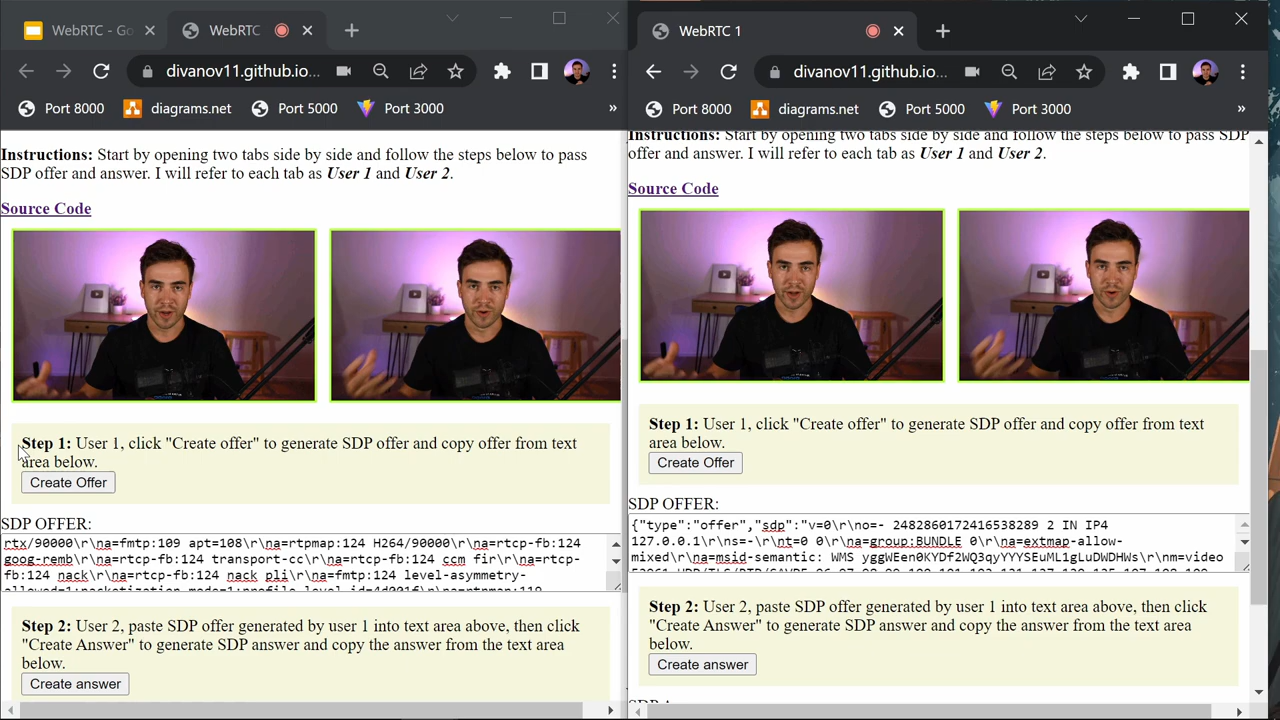 WebRTC - Go
WebRTC
divanov11.github.io...
Port 8000
diagrams.net
Port 5000
Port 3000
»
Instructions: Start by opening two tabs side by side and follow the steps below to pass
SDP offer and answer. I will refer to each tab as User 1 and User 2.
Source Code
Step 1: User 1, click "Create offer" to generate SDP offer and copy offer from text
area below.
Create Offer
SDP OFFER:
rtx/90000\r\na=fmtp:109 apt=108\r\na=rtpmap:124 H264/90000\r\na=rtcp-fb:124
goog-remb\r\na=rtcp-fb:124 transport-cc\r\na=rtcp-fb:124 ccm fir\r\na=rtcp-
fb:124 nack\r\na=rtcp-fb:124 nack pli\r\na=fmtp:124 level-asymmetry-
Step 2: User 2, paste SDP offer generated by user 1 into text area above, then click
"Create Answer" to generate SDP answer and copy the answer from the text area
below.
Create answer
WebRTC 1
divanov11.github.io...
Port 8000
diagrams.net
Port 5000
Port 3000
»
Instructions: Start by opening two tabs side by side and follow the steps below to pass SDP
offer and answer. I will refer to each tab as User 1 and User 2.
Source Code
Step 1: User 1, click "Create offer" to generate SDP offer and copy offer from text
area below.
Create Offer
SDP OFFER:
{"type":"offer","sdp":"v=0\r\no=- 2482860172416538289 2 IN IP4
127.0.0.1\r\ns=-\r\nt=0 0\r\na=group:BUNDLE 0\r\na=extmap-allow-
mixed\r\na=msid-semantic: WMS yggWEen0KYDf2WQ3qyYYYSEuML1gLuDWDHWs\r\nm=video
Step 2: User 2, paste SDP offer generated by user 1 into text area above, then click
"Create Answer" to generate SDP answer and copy the answer from the text area
below.
Create answer